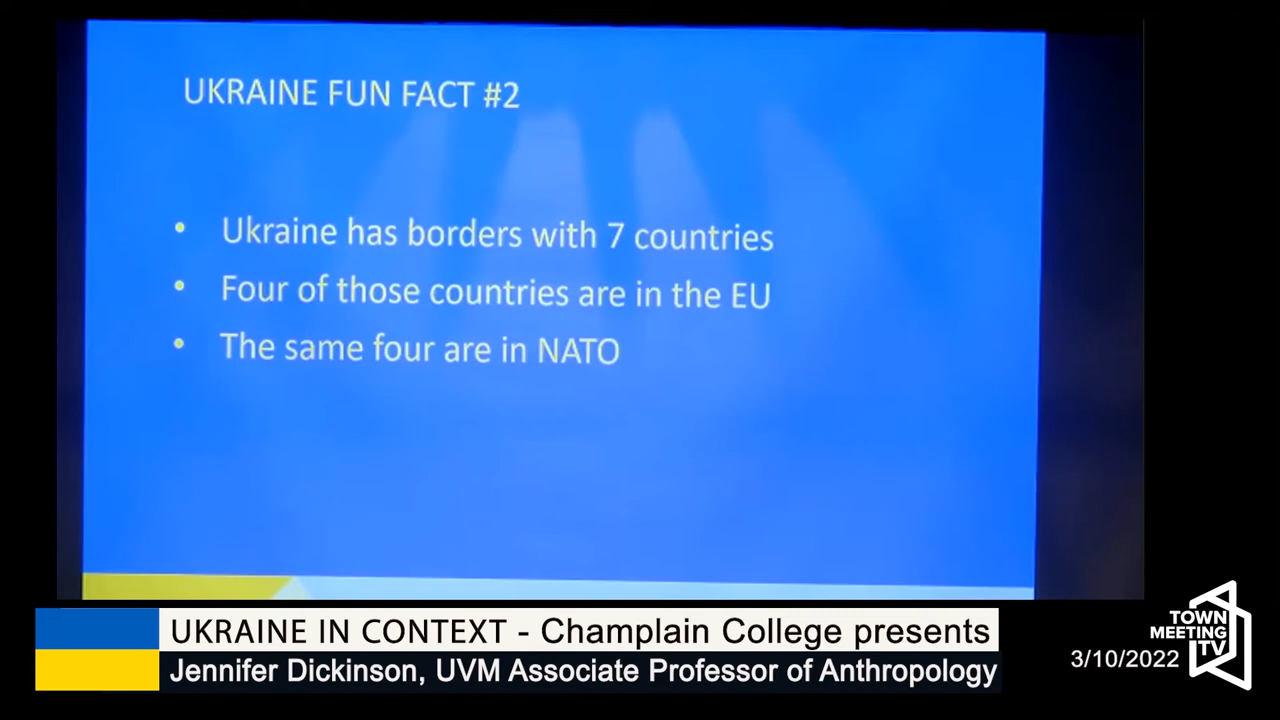 UKRAINE FUN FACT #2
• Ukraine has borders with 7 countries
• Four of those countries are in the EU
• The same four are in NATO
UKRAINE IN CONTEXT - Champlain College presents
Jennifer Dickinson, UVM Associate Professor of Anthropology
3/10/2022
TOWN
MEETING
TV